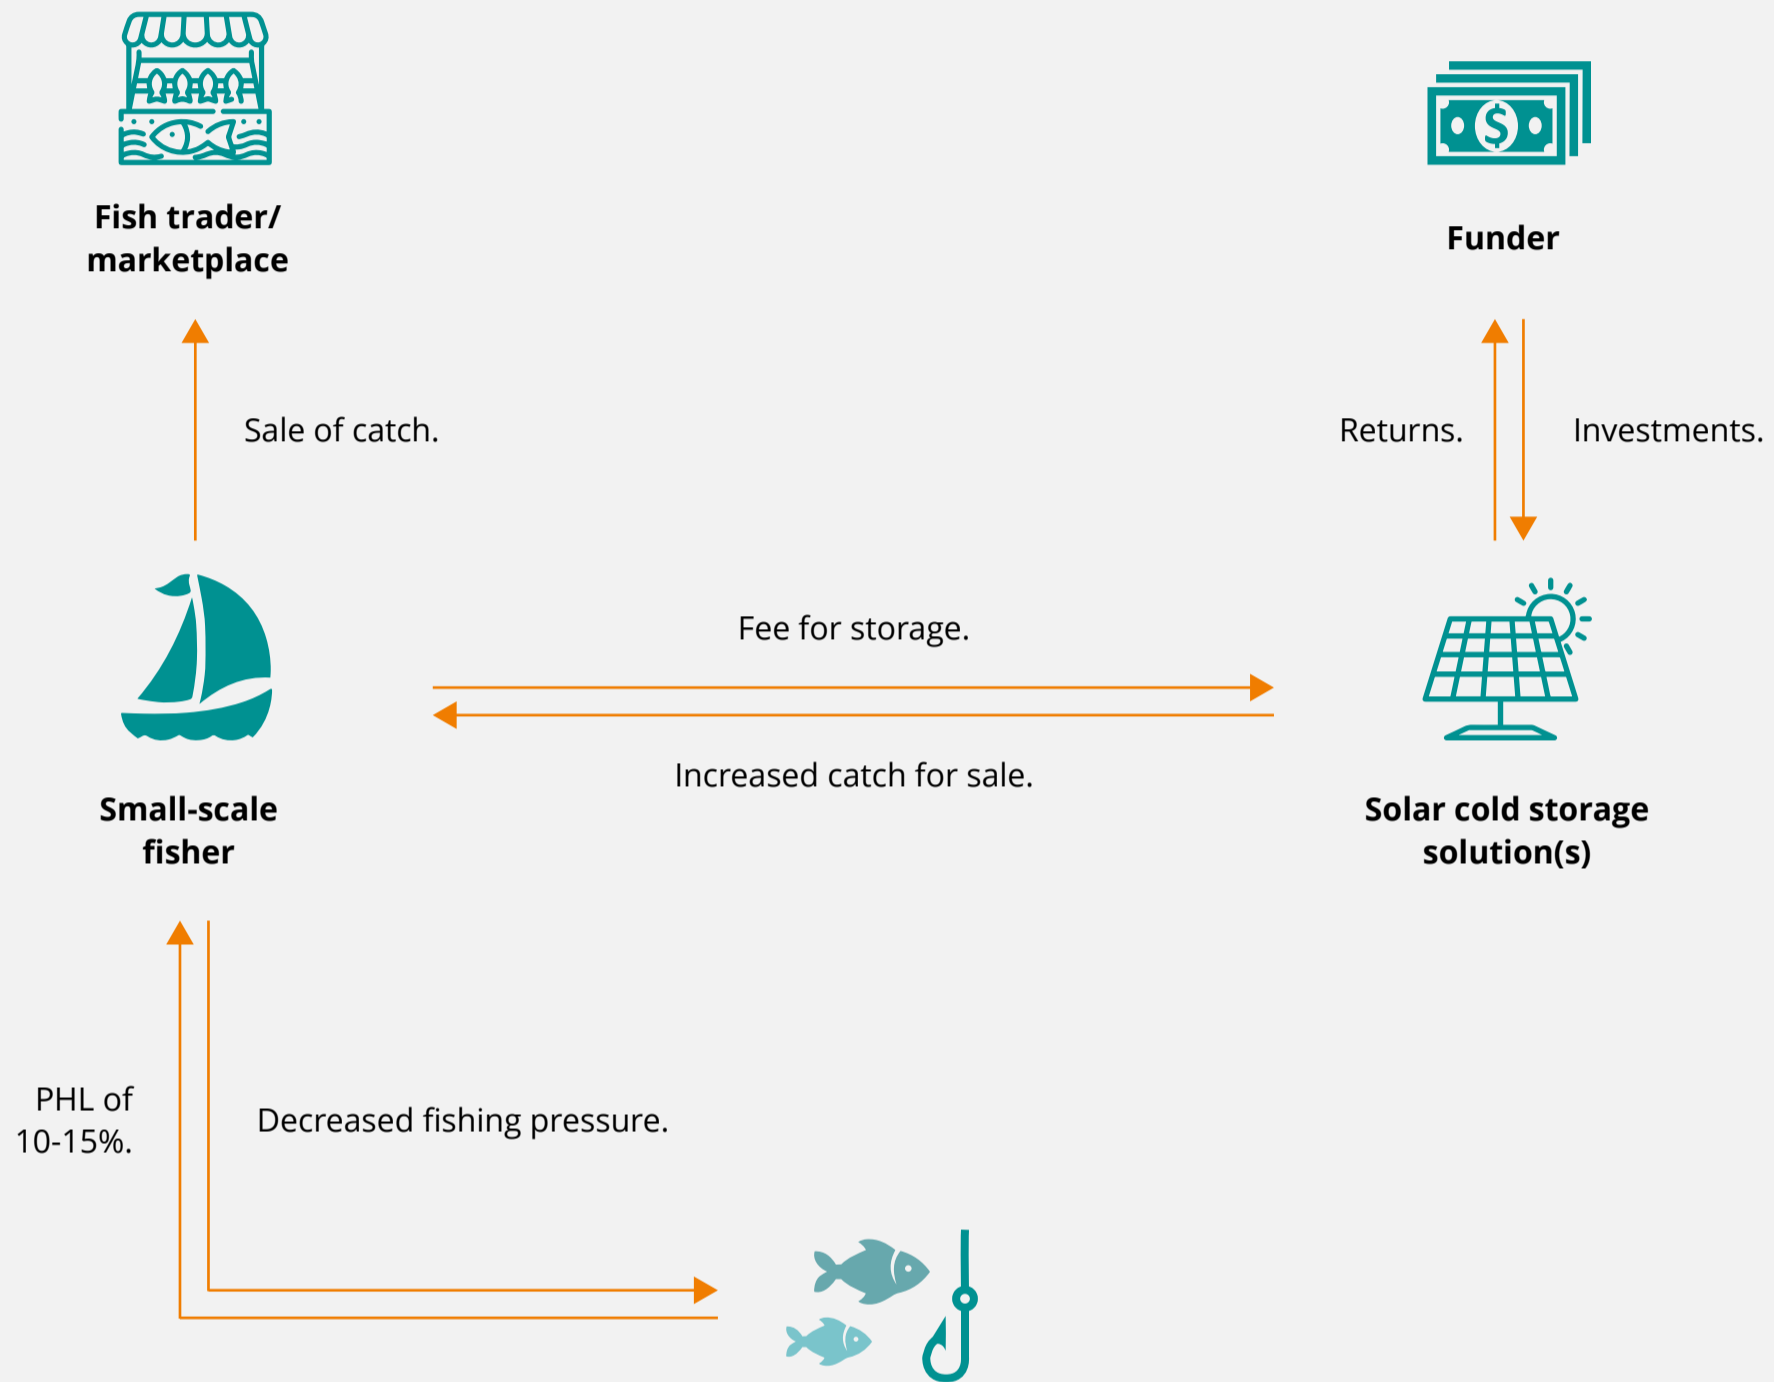 Fish trader/
marketplace
Funder
Sale of catch.
Returns.
Investments.
Fee for storage.
Increased catch for sale.
Small-scale
fisher
Solar cold storage
solution(s)
PHL of
10-15%.
Decreased fishing pressure.
$